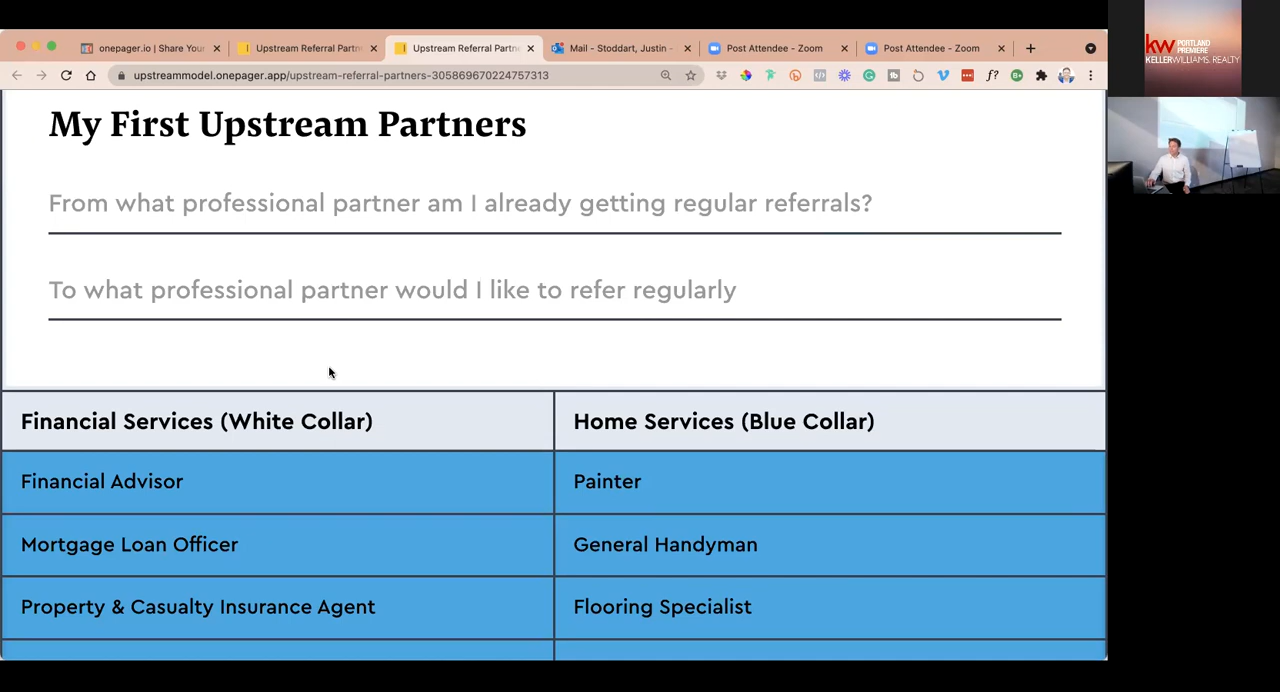 onepager.io | Share Your
Upstream Referral Partn
Upstream Referral Partne
Mail - Stoddart, Justin -
Post Attendee - Zoom
Post Attendee - Zoom
upstreammodel.onepager.app/upstream-referral-partners-305869670224757313
kw PORTLAND
PREMIERE
KELLERWILLIAMS. REALTY
My First Upstream Partners
From what professional partner am I already getting regular referrals?
To what professional partner would I like to refer regularly
Financial Services (White Collar)
Home Services (Blue Collar)
Financial Advisor
Painter
Mortgage Loan Officer
General Handyman
Property & Casualty Insurance Agent
Flooring Specialist